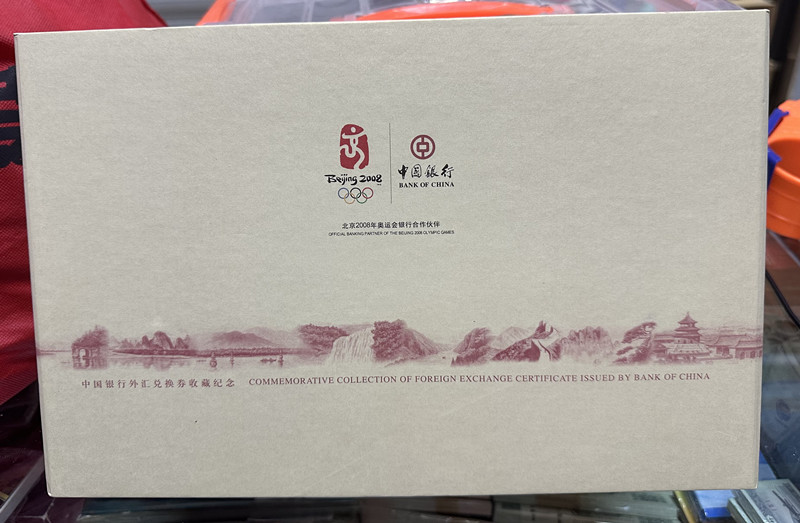 Beijing 2008
中国银行
BANK OF CHINA
北京2008年奥运会银行合作伙伴
OFFICIAL BANKING PARTNER OF THE BEIJING 2008 OLYMPIC GAMES
中国银行外汇兑换券收藏纪念 COMMEMORATIVE COLLECTION OF FOREIGN EXCHANGE CERTIFICATE ISSUED BY BANK OF CHINA